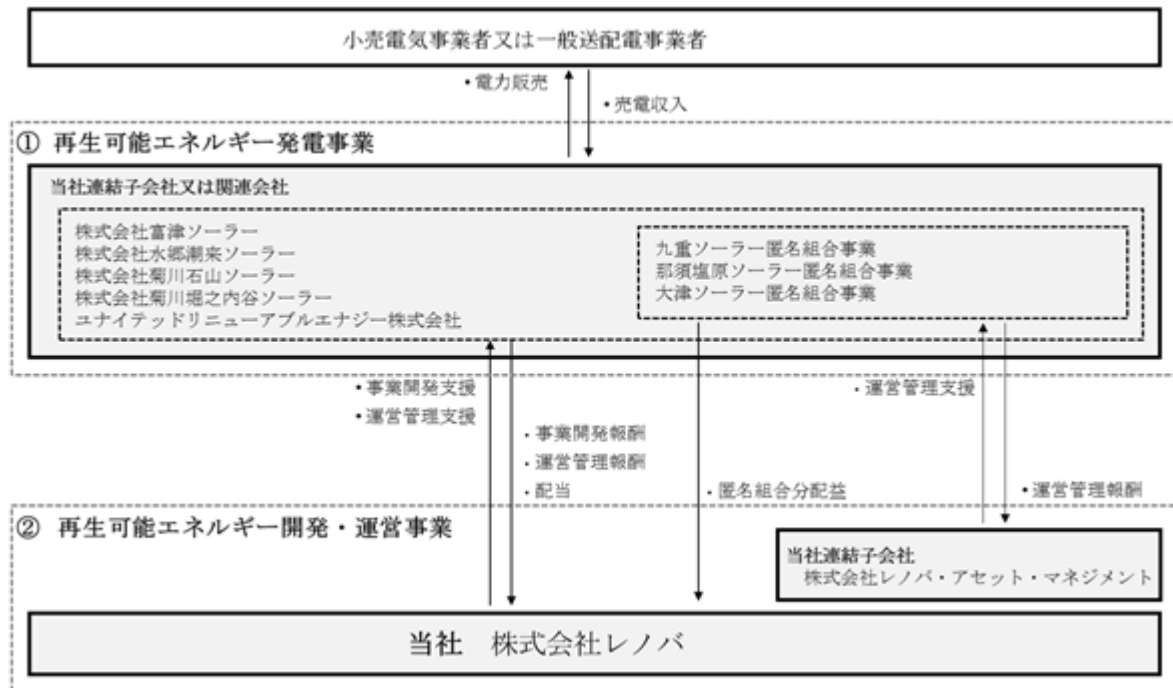 小売電気事業者又は一般送配電事業者
•電力販売
•売電収入
① 再生可能エネルギー発電事業
当社連結子会社又は関連会社
株式会社富津ソーラー
株式会社水郷潮来ソーラー
株式会社菊川石山ソーラー
株式会社菊川堀之内谷ソーラー
ユナイテッドリニューアブルエナジー株式会社
九重ソーラー匿名組合事業
那須塩原ソーラー匿名組合事業
大津ソーラー匿名組合事業
•事業開発支援
•運営管理支援
•事業開発報酬
•運営管理報酬
•配当
•匿名組合分配益
•運営管理支援
•運営管理報酬
② 再生可能エネルギー開発・運営事業
当社連結子会社
株式会社レノバ・アセット・マネジメント
当社 株式会社レノバ